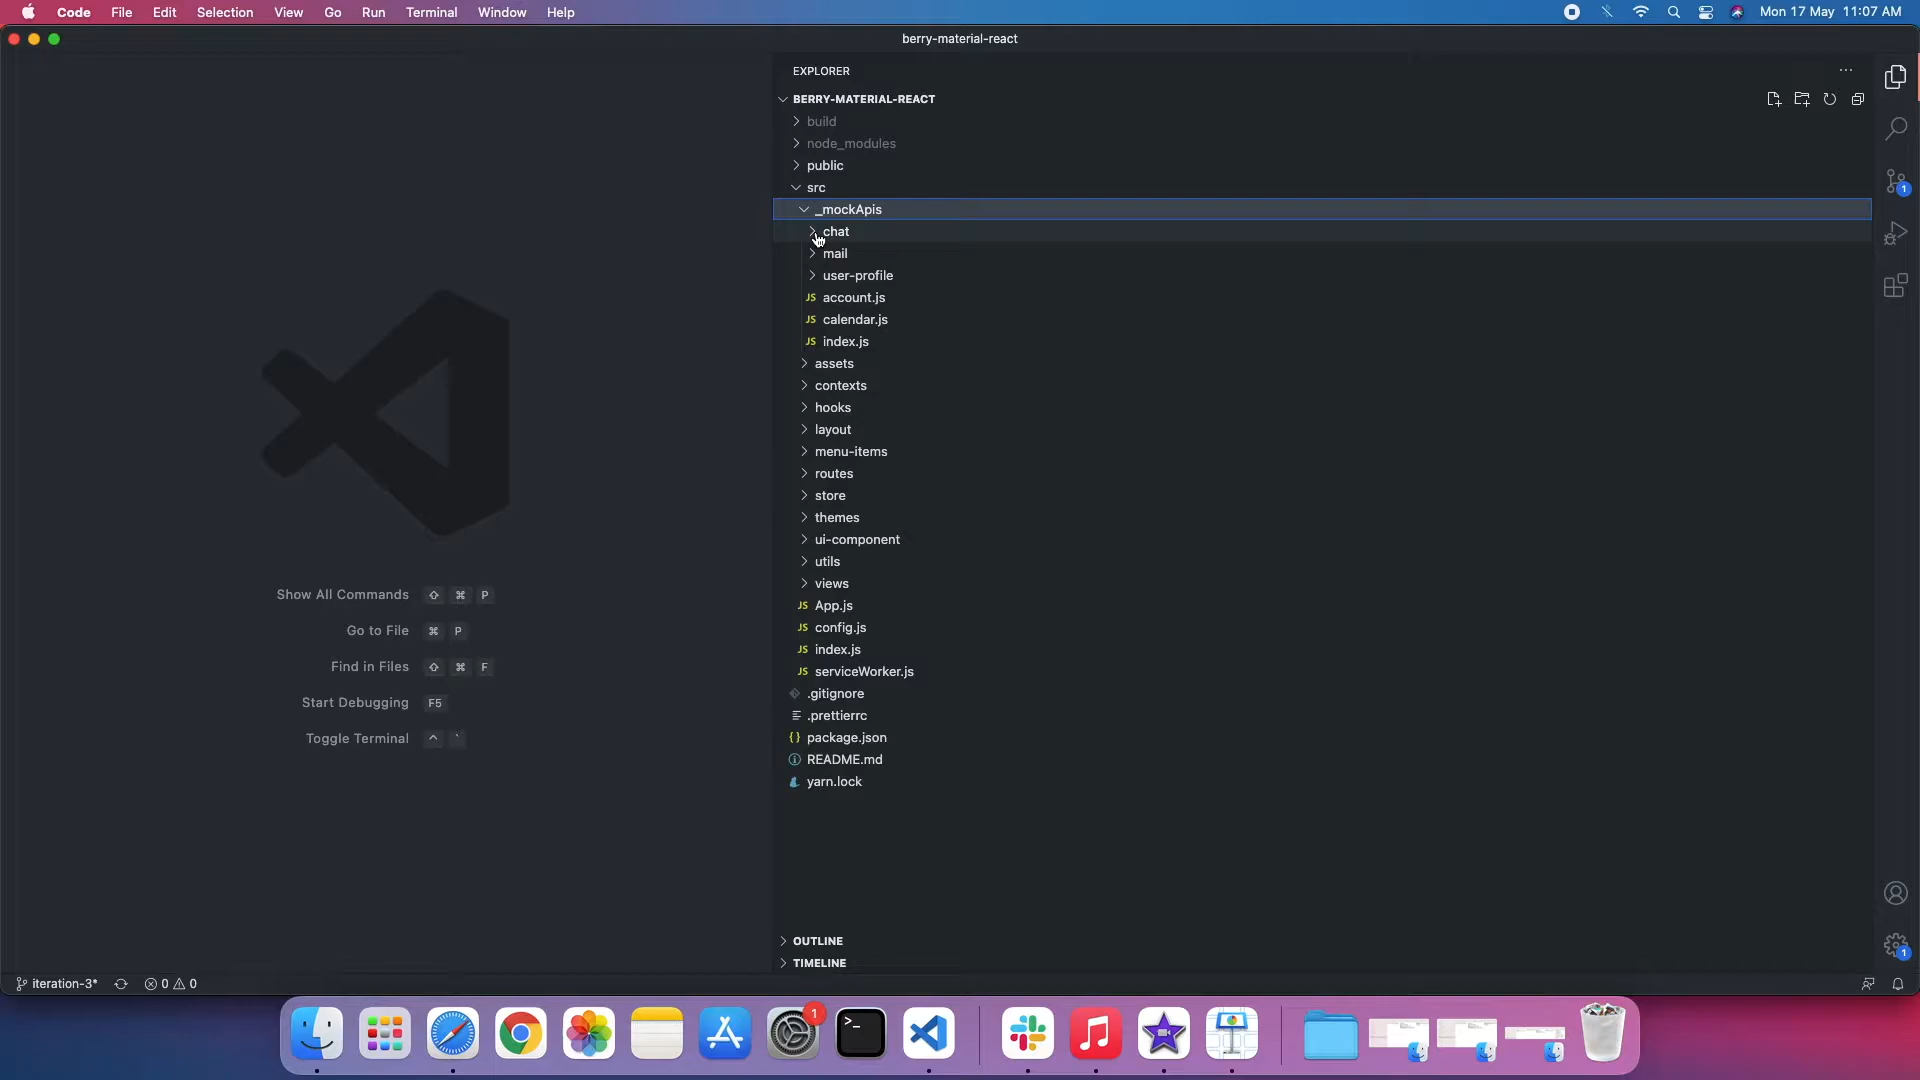 Code File Edit Selection View Go Run Terminal Window Help Mon 17 May 11:07 AM
berry-material-react
EXPLORER
BERRY-MATERIAL-REACT
build
node_modules
public
src
_mockApis
chat
mail
user-profile
JS account.js
JS calendar.js
JS index.js
assets
contexts
hooks
layout
menu-items
routes
store
themes
ui-component
utils
views
JS App.js
JS config.js
JS index.js
JS serviceWorker.js
.gitignore
.prettierrc
{} package.json
README.md
yarn.lock
Show All Commands ⇧ ⌘ P
Go to File ⌘ P
Find in Files ⇧ ⌘ F
Start Debugging F5
Toggle Terminal ^ `
1
1
OUTLINE
TIMELINE
iteration-3* 0 0
1